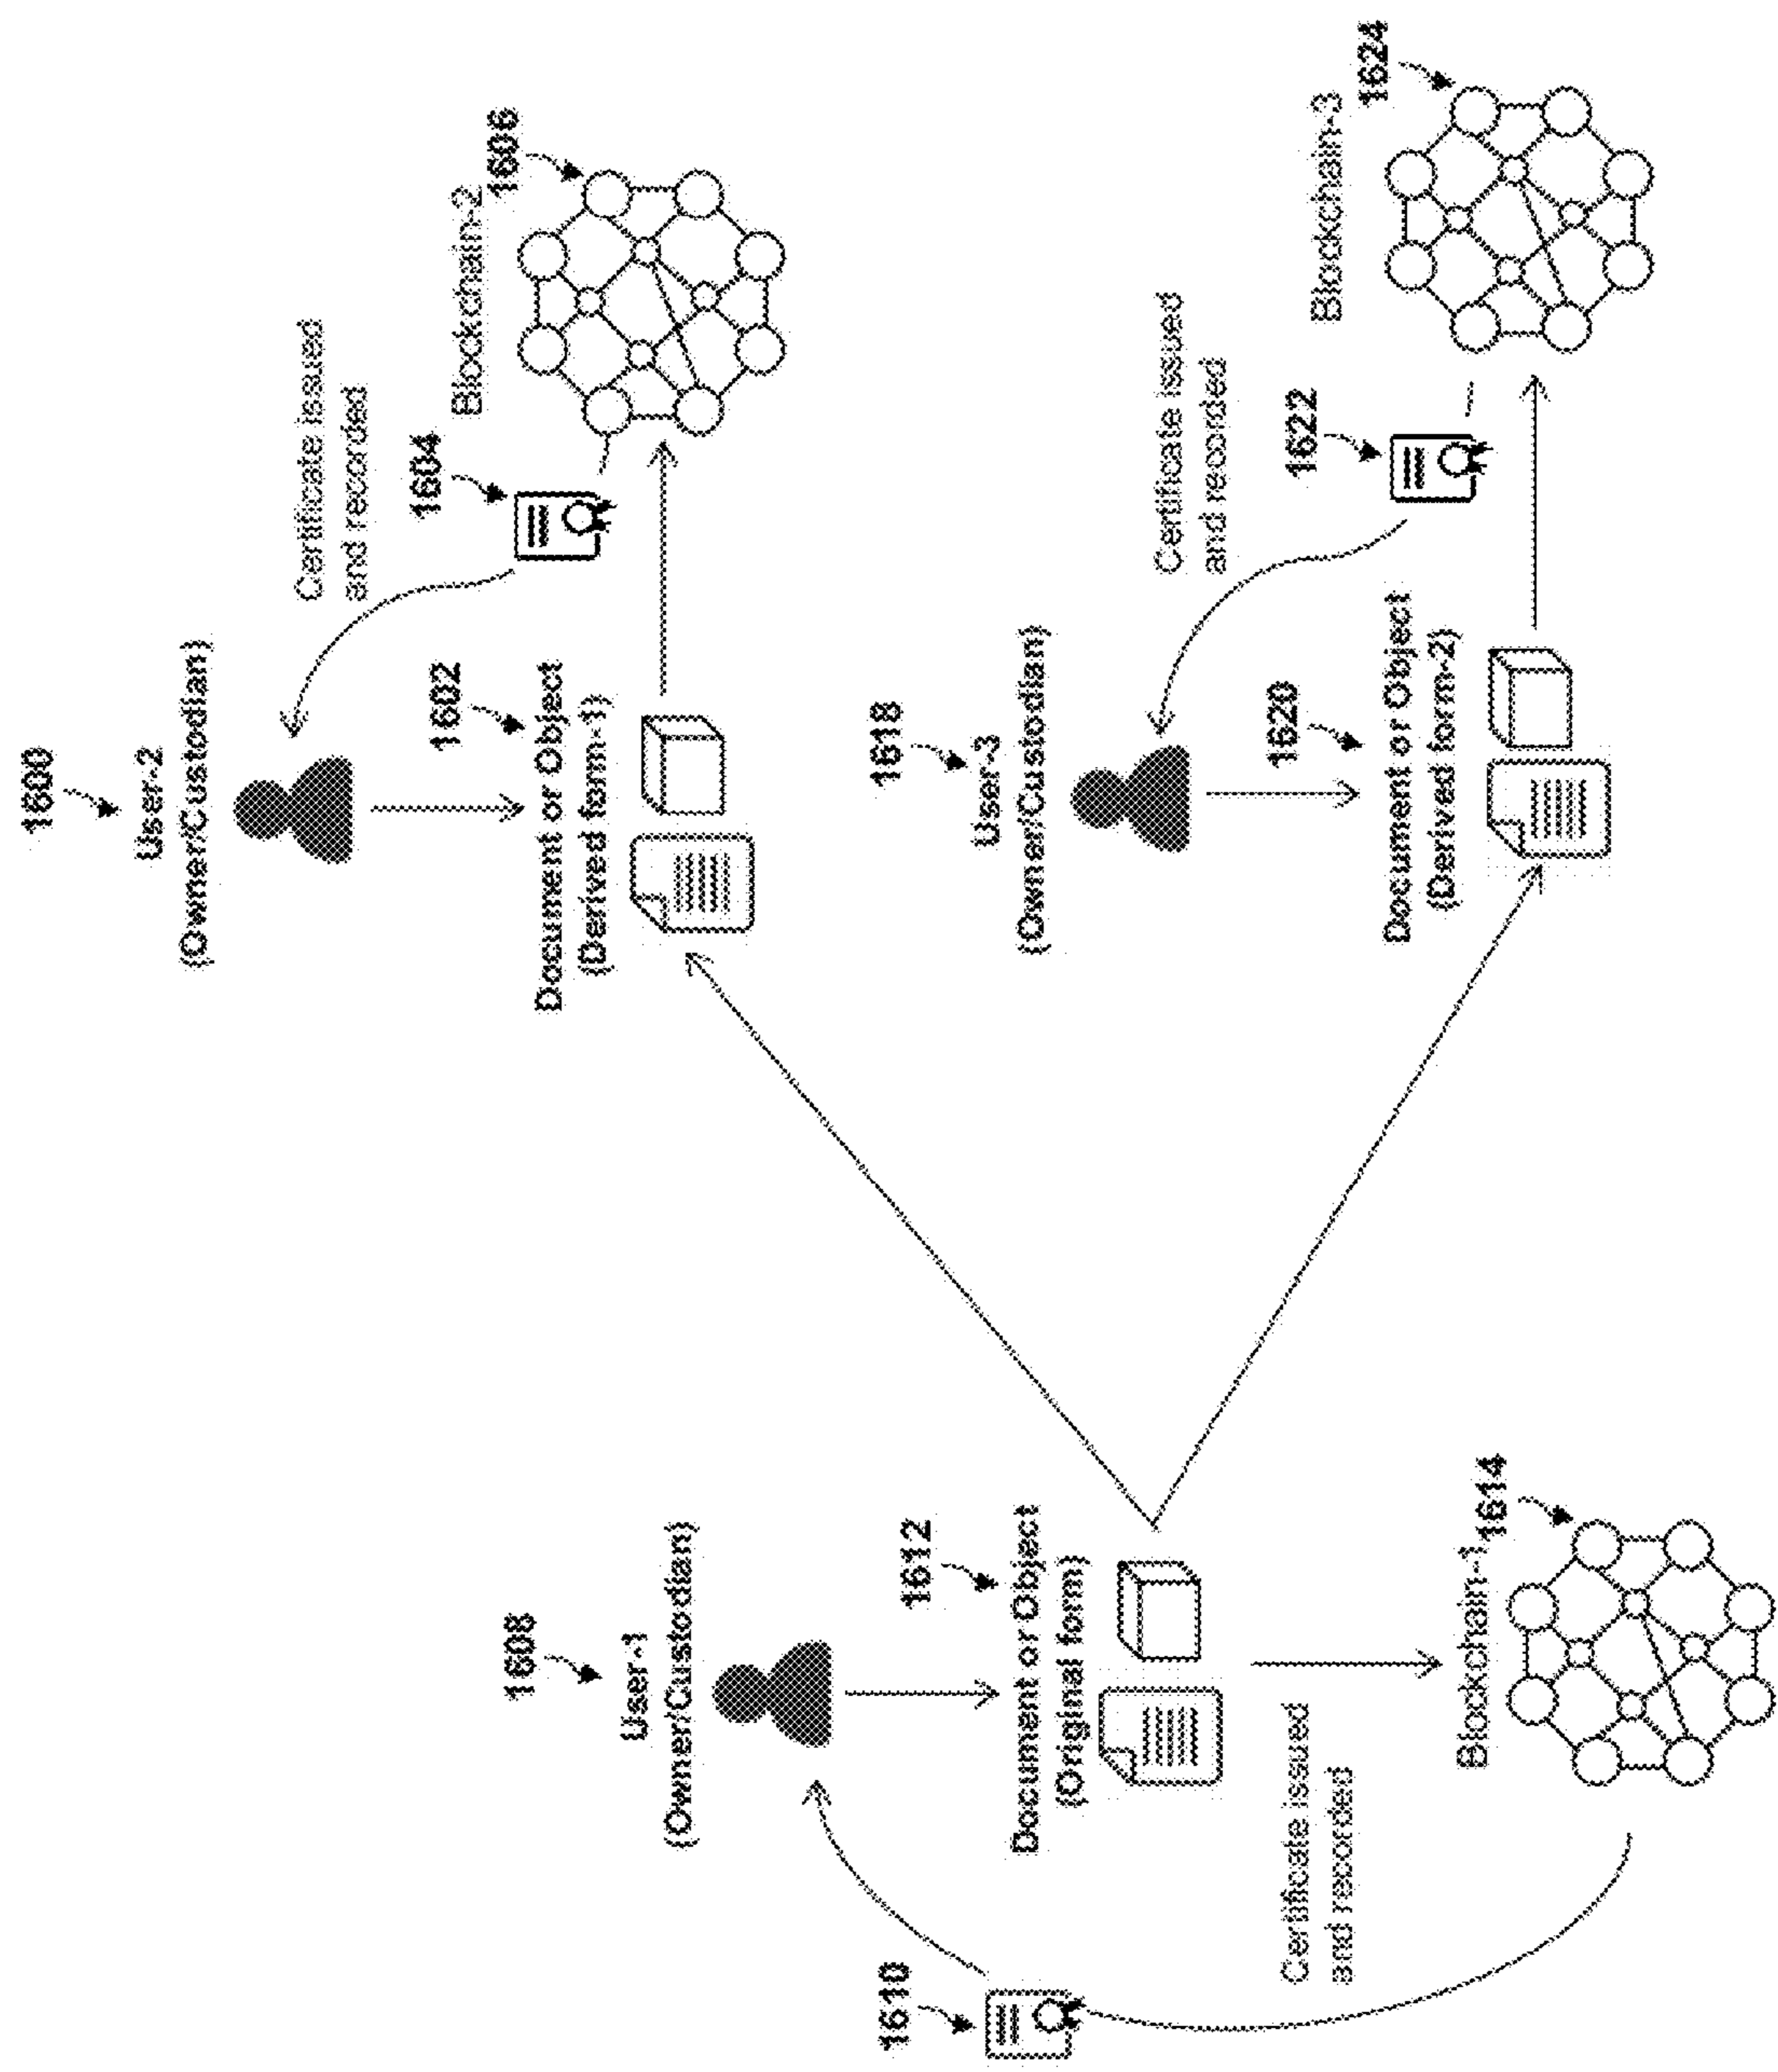 1600
User-2
(Owner/Custodian)
Certificate issued
and recorded
1602
Document or Object
(Derived form-1)
1604
Blockchain-2
1606
1608
User-1
(Owner/Custodian)
1610
1612
Document or Object
(Original form)
Certificate issued
and recorded
Blockchain-1
1614
1618
User-3
(Owner/Custodian)
Certificate issued
and recorded
1620
Document or Object
(Derived form-2)
1622
Blockchain-3
1624